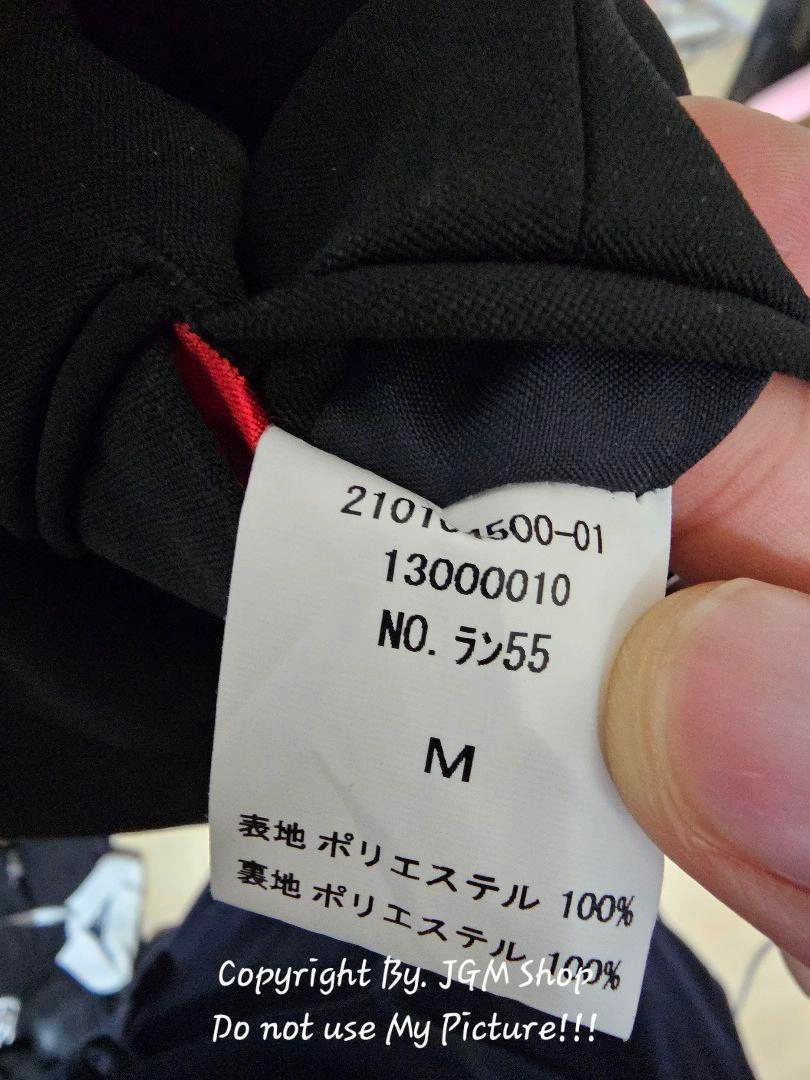 13000010
NO. ラン55
M
表地 ポリエステル 100%
裏地 ポリエステル 100%
Copyright By. JGM Shop
Do not use My Picture!!!